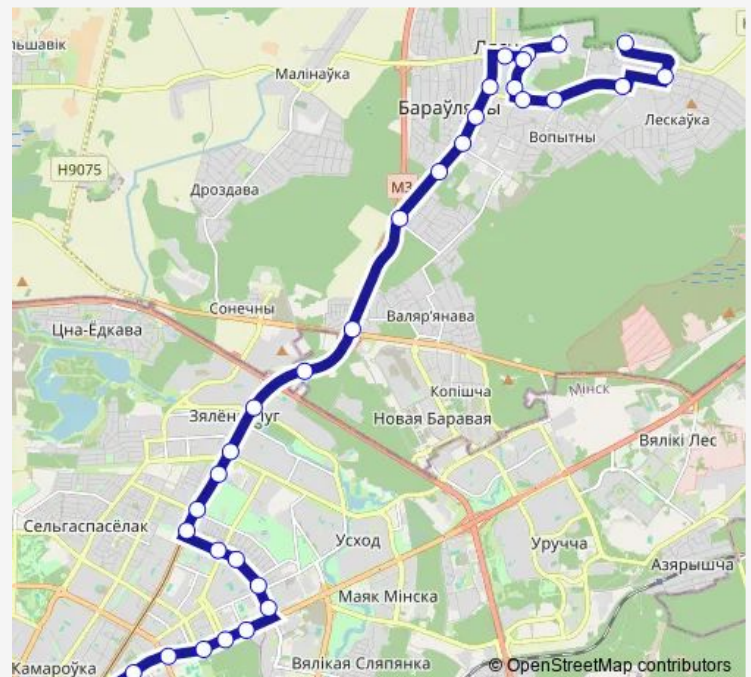 льшавік
Малінаўка
H9075
Лескаўка
Вопытны
M3
Дроздава
Сонечны
Валяр'янава
Цна-Ёдкава
Копішча
Мінск
Новая Баравая
Вялікі Лес
Сельгаспасёлак
Усход
Уручча
Азярышча
Маяк Мінска
Камароўка
Вялікая Сляпянка
© OpenStreetMap contributors